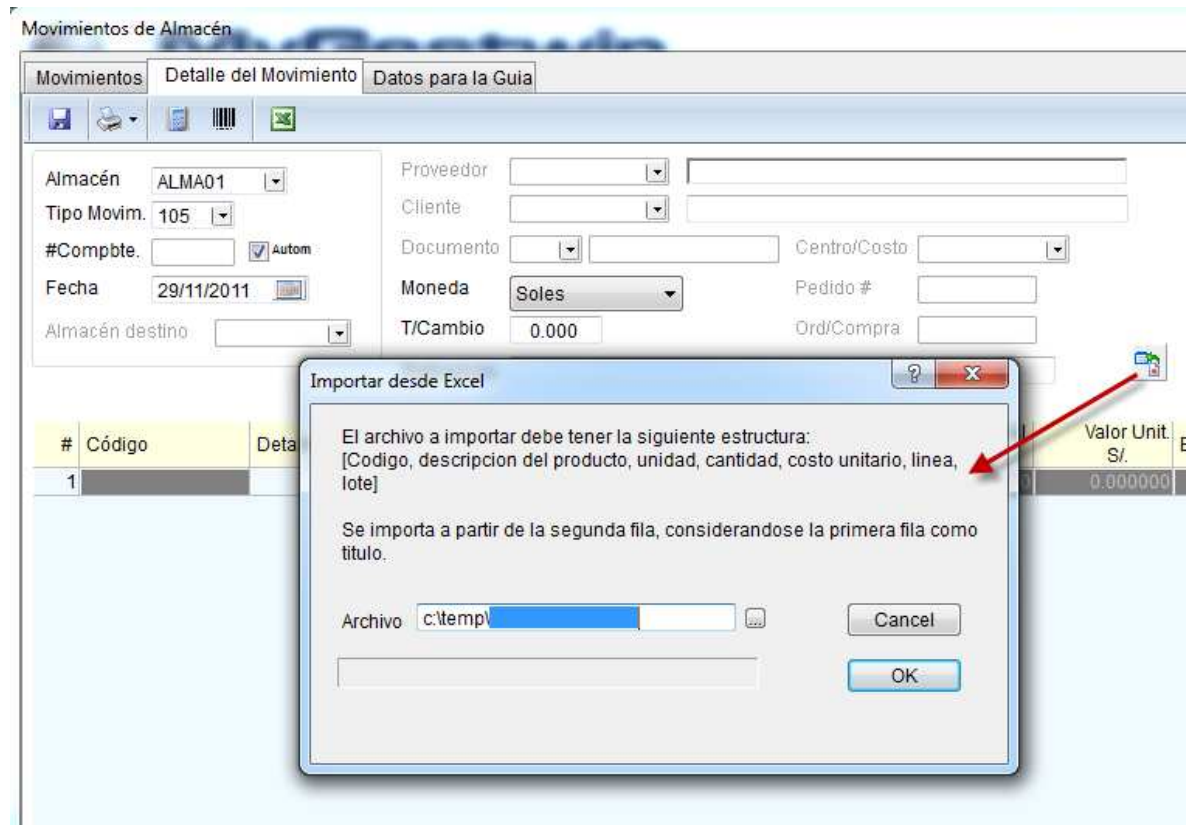 Movimientos de Almacén
Movimientos Detalle del Movimiento Datos para la Guia
Almacén ALMA01 Proveedor
Tipo Movim. 105 Cliente
#Compbte. Autom Documento Centro/Costo
Fecha 29/11/2011 Moneda Soles Pedido #
Almacén destino T/Cambio 0.000 Ord/Compra
Importar desde Excel
# Código Valor Unit.
S/.
1 0.000000
El archivo a importar debe tener la siguiente estructura:
[Codigo, descripcion del producto, unidad, cantidad, costo unitario, linea,
lote]
Se importa a partir de la segunda fila, considerandose la primera fila como
titulo.
Archivo c:\temp\ ... Cancel
OK